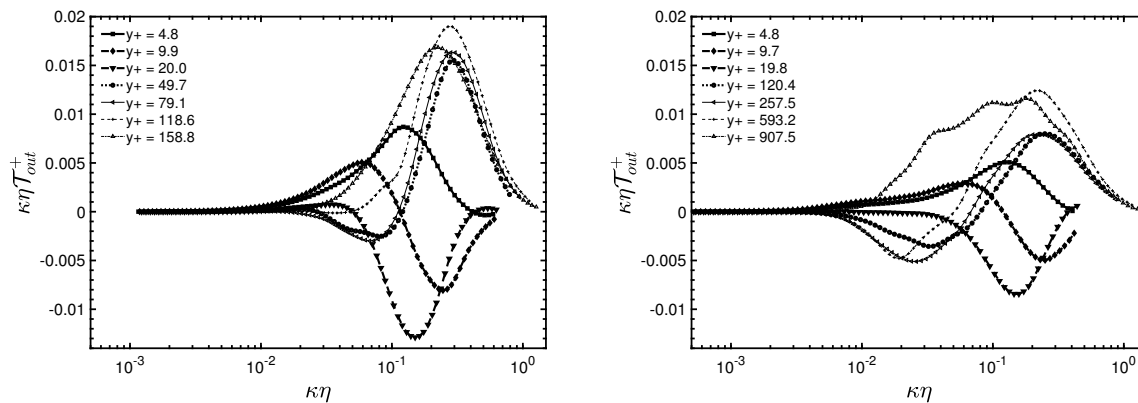 0.02
0.015
0.01
0.005
0
-0.005
-0.01
κη𝒯⁺out
y+ = 4.8
y+ = 9.9
y+ = 20.0
y+ = 49.7
y+ = 79.1
y+ = 118.6
y+ = 158.8
10⁻³
10⁻²
10⁻¹
10⁰
κη
0.02
0.015
0.01
0.005
0
-0.005
-0.01
κη𝒯⁺out
y+ = 4.8
y+ = 9.7
y+ = 19.8
y+ = 120.4
y+ = 257.5
y+ = 593.2
y+ = 907.5
10⁻³
10⁻²
10⁻¹
10⁰
κη